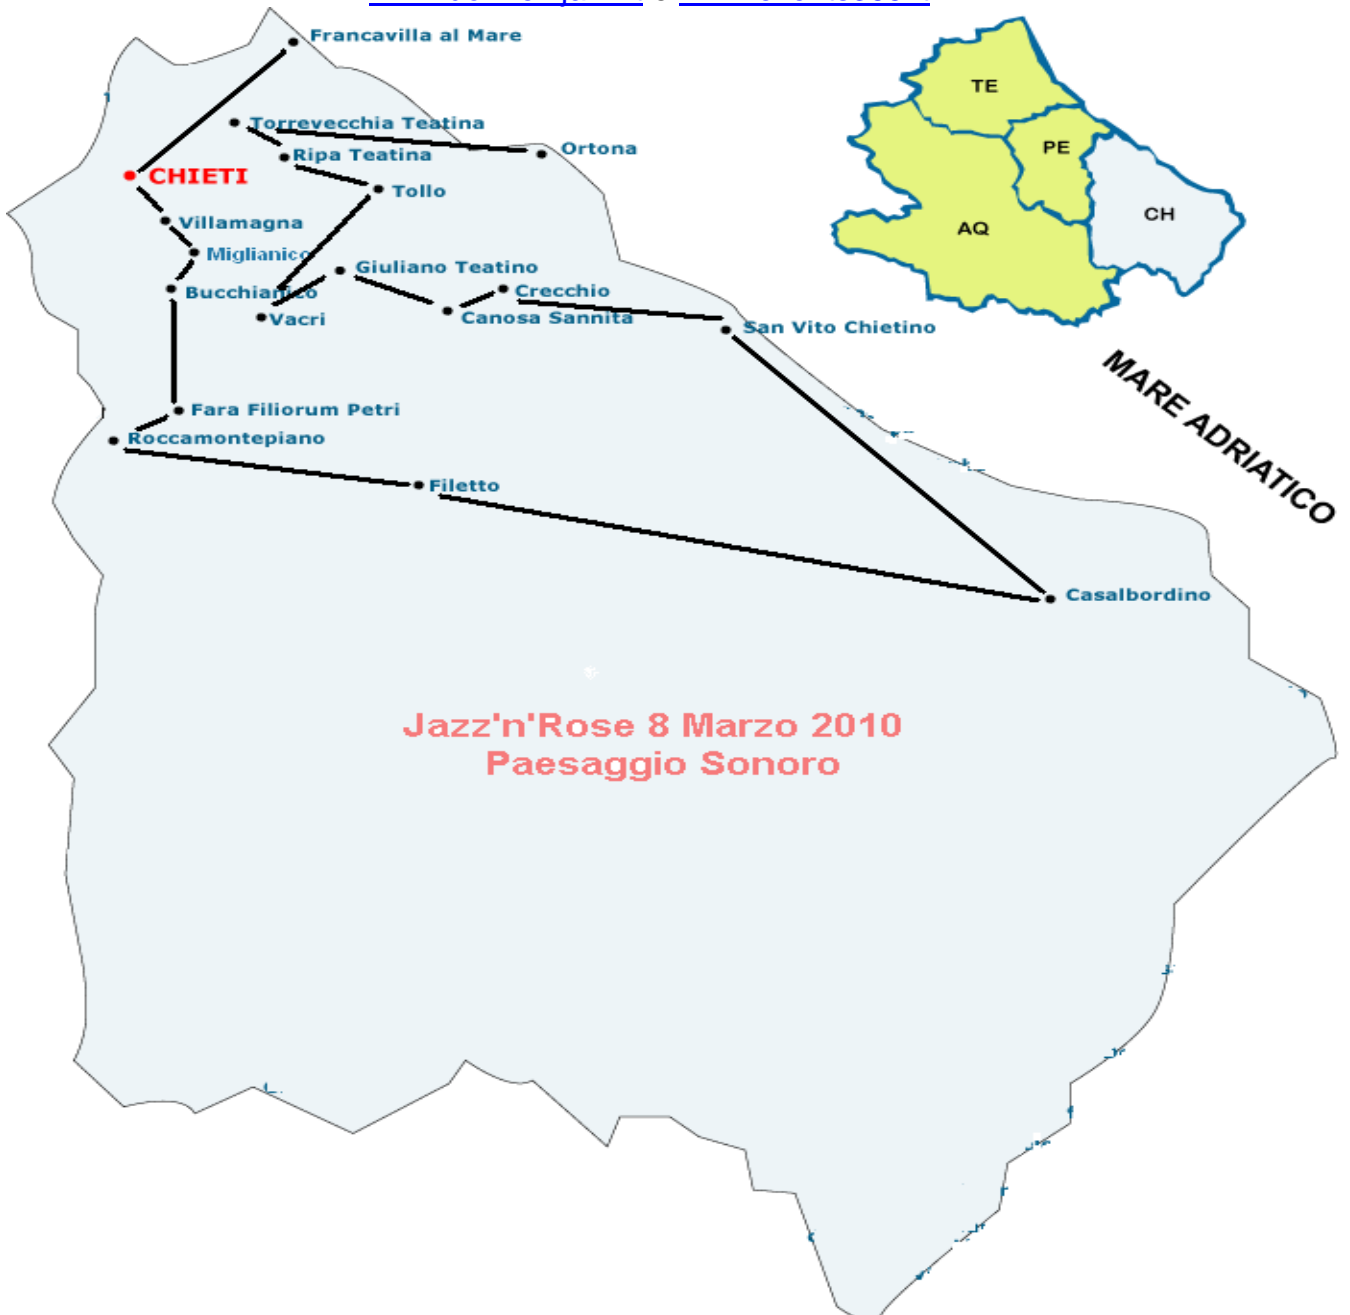 Francavilla al Mare
TE
Torrevecchia Teatina
PE
Ortona
Ripa Teatina
CHIETI
Tollo
Villamagna
CH
AQ
Miglianico
Giuliano Teatino
Bucchianico
Crecchio
Vacri
Canosa Sannita
San Vito Chietino
MARE ADRIATICO
Fara Filiorum Petri
Roccamontepiano
Filetto
Casalbordino
Jazz'n'Rose 8 Marzo 2010
Paesaggio Sonoro